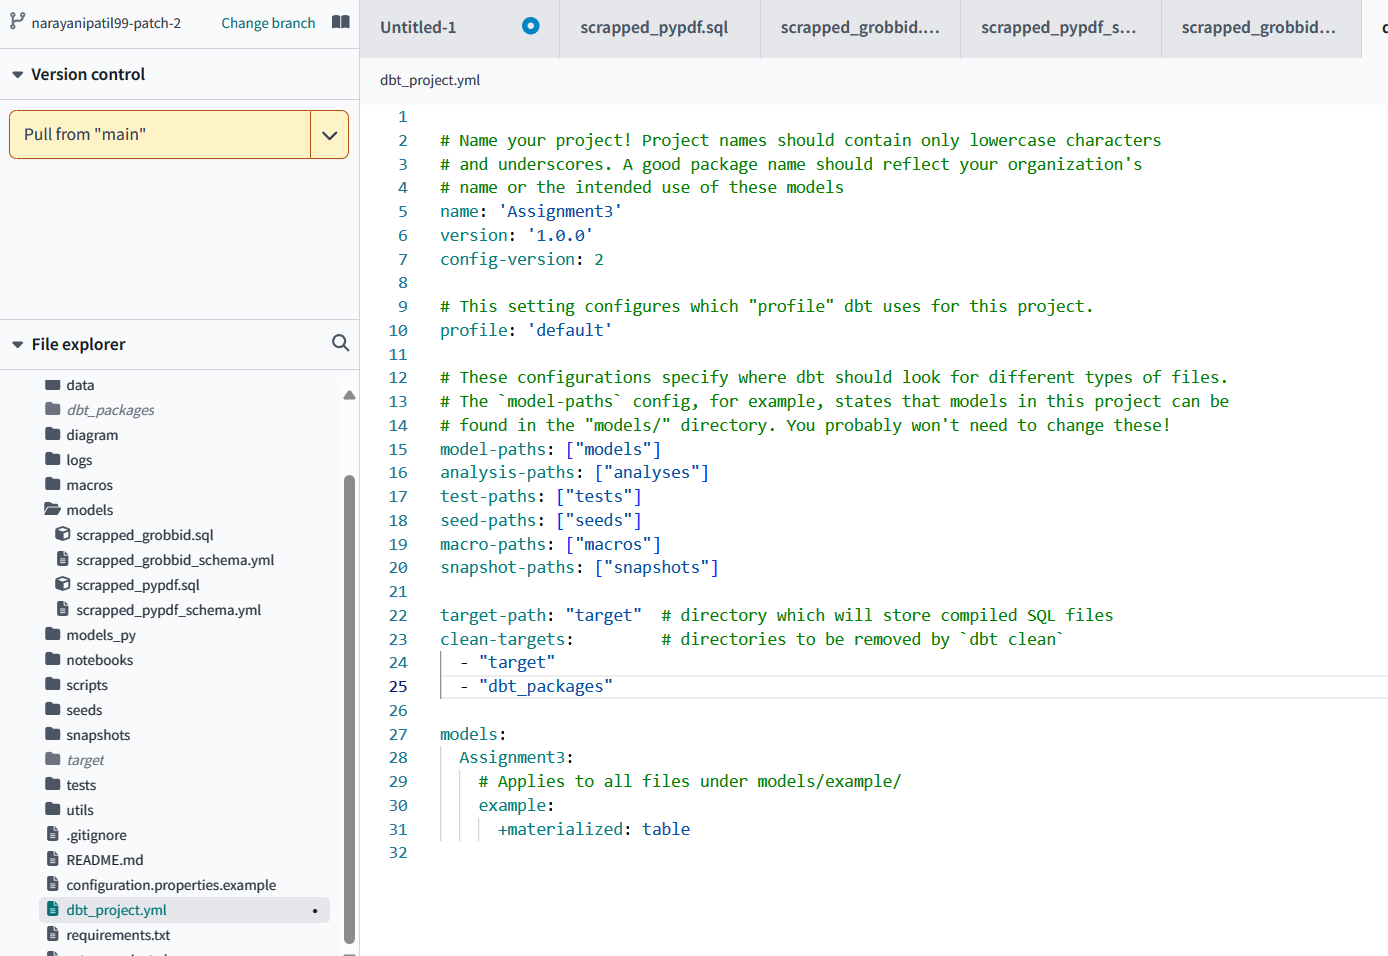 narayanipatil99-patch-2 Change branch
Version control
Pull from "main"
File explorer
data
dbt_packages
diagram
logs
macros
models
scrapped_grobbid.sql
scrapped_grobbid_schema.yml
scrapped_pypdf.sql
scrapped_pypdf_schema.yml
models_py
notebooks
scripts
seeds
snapshots
target
tests
utils
.gitignore
README.md
configuration.properties.example
dbt_project.yml
requirements.txt
Untitled-1 scrapped_pypdf.sql scrapped_grobbid.... scrapped_pypdf_s... scrapped_grobbid...
dbt_project.yml
1
2 # Name your project! Project names should contain only lowercase characters
3 # and underscores. A good package name should reflect your organization's
4 # name or the intended use of these models
5 name: 'Assignment3'
6 version: '1.0.0'
7 config-version: 2
8
9 # This setting configures which "profile" dbt uses for this project.
10 profile: 'default'
11
12 # These configurations specify where dbt should look for different types of files.
13 # The `model-paths` config, for example, states that models in this project can be
14 # found in the "models/" directory. You probably won't need to change these!
15 model-paths: ["models"]
16 analysis-paths: ["analyses"]
17 test-paths: ["tests"]
18 seed-paths: ["seeds"]
19 macro-paths: ["macros"]
20 snapshot-paths: ["snapshots"]
21
22 target-path: "target"  # directory which will store compiled SQL files
23 clean-targets:         # directories to be removed by `dbt clean`
24   - "target"
25   - "dbt_packages"
26
27 models:
28   Assignment3:
29     # Applies to all files under models/example/
30     example:
31       +materialized: table
32